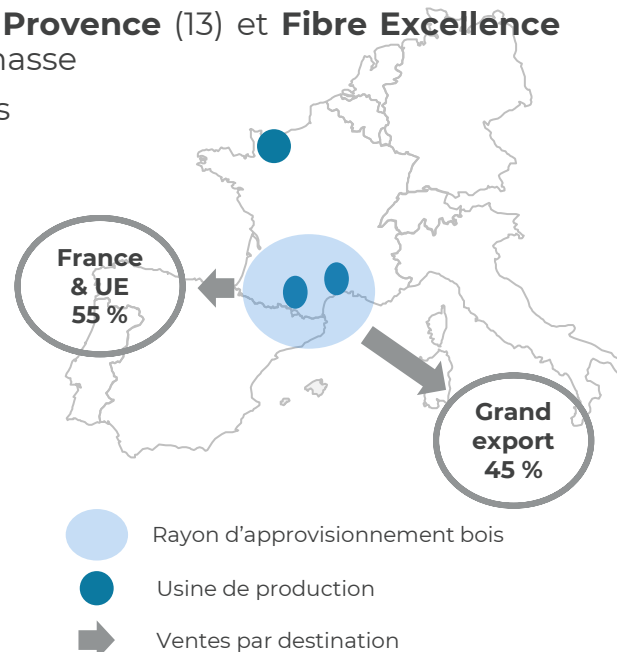 Provence (13) et Fibre Excellence
nasse
s
France
& UE
55 %
Grand
export
45 %
Rayon d’approvisionnement bois
Usine de production
Ventes par destination